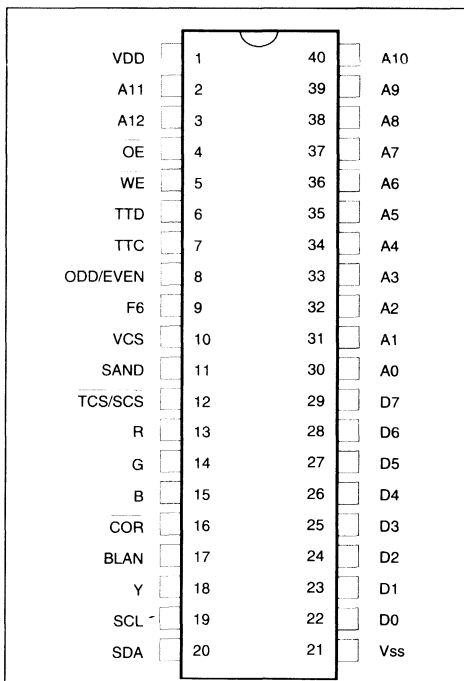 VDD 1 40 A10
A11 2 39 A9
A12 3 38 A8
OE 4 37 A7
WE 5 36 A6
TTD 6 35 A5
TTC 7 34 A4
ODD/EVEN 8 33 A3
F6 9 32 A2
VCS 10 31 A1
SAND 11 30 A0
TCS/SCS 12 29 D7
R 13 28 D6
G 14 27 D5
B 15 26 D4
COR 16 25 D3
BLAN 17 24 D2
Y 18 23 D1
SCL 19 22 D0
SDA 20 21 Vss